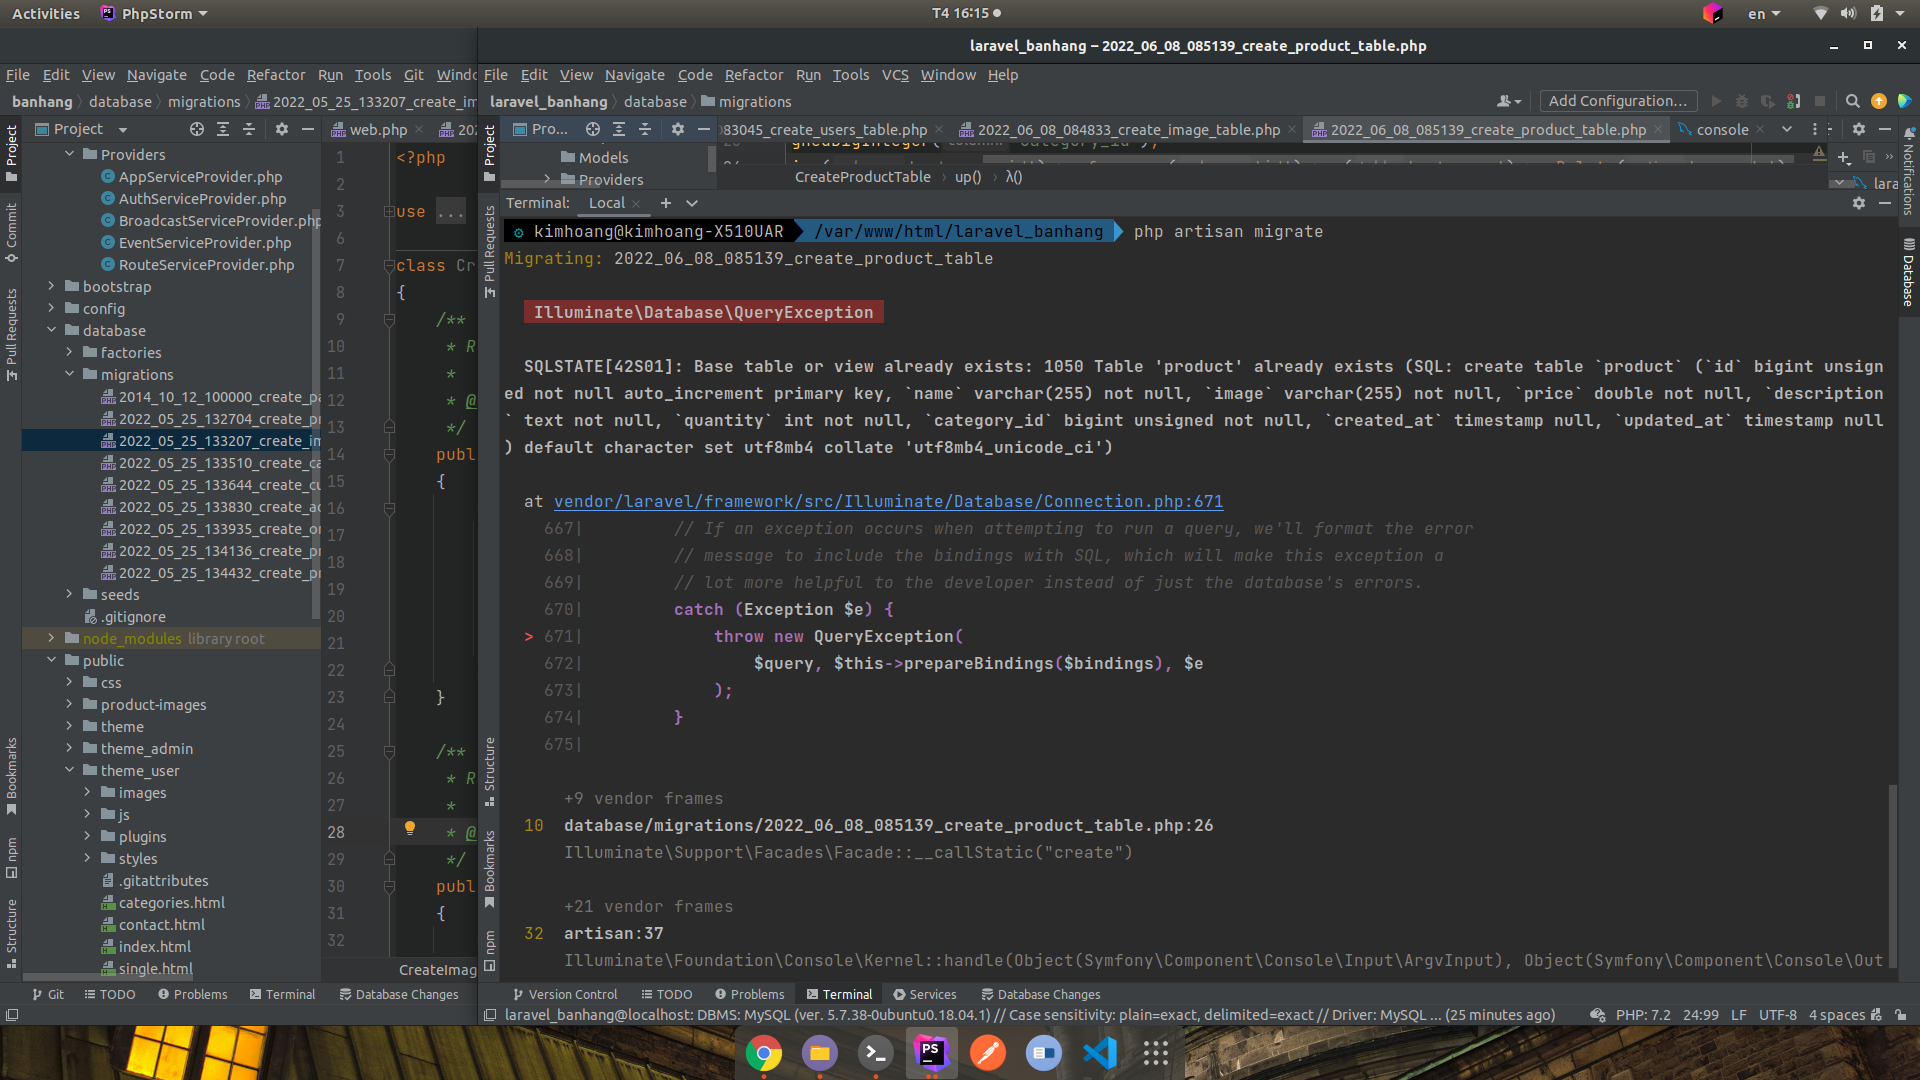 Activities PhpStorm T4 16:15 en
laravel_banhang – 2022_06_08_085139_create_product_table.php
File Edit View Navigate Code Refactor Run Tools Git
File Edit View Navigate Code Refactor Run Tools VCS Window Help
banhang database migrations 2022_05_25_133207_create_im
laravel_banhang database migrations Add Configuration...
Project web.php
Pro... 083045_create_users_table.php 2022_06_08_084833_create_image_table.php 2022_06_08_085139_create_product_table.php console
Providers
AppServiceProvider.php
AuthServiceProvider.php
BroadcastServiceProvider.php
EventServiceProvider.php
RouteServiceProvider.php
bootstrap
config
database
factories
migrations
2014_10_12_100000_create_pa
2022_05_25_132704_create_pr
2022_05_25_133207_create_im
2022_05_25_133510_create_ca
2022_05_25_133644_create_cu
2022_05_25_133830_create_ac
2022_05_25_133935_create_or
2022_05_25_134136_create_pr
2022_05_25_134432_create_pr
seeds
.gitignore
node_modules library root
public
css
product-images
theme
theme_admin
theme_user
images
js
plugins
styles
.gitattributes
categories.html
contact.html
index.html
single.html
Project
Commit
Pull Requests
Bookmarks
npm
Structure
1 <?php
2
3 use ...
6
7 class Cr
8 {
9 /**
10 * R
11 *
12 * @
13 */
14 publ
15 {
16
17
18
19
20
21
22
23 }
24
25 /**
26 * R
27 *
28 * @
29 */
30 publ
31 {
32
CreateImag
Project
Pull Requests
Structure
Bookmarks
npm
Models
Providers
CreateProductTable up() λ()
lara
Notifications
Database
Terminal: Local
kimhoang@kimhoang-X510UAR /var/www/html/laravel_banhang php artisan migrate
Migrating: 2022_06_08_085139_create_product_table
Illuminate\Database\QueryException
SQLSTATE[42S01]: Base table or view already exists: 1050 Table 'product' already exists (SQL: create table `product` (`id` bigint unsign
ed not null auto_increment primary key, `name` varchar(255) not null, `image` varchar(255) not null, `price` double not null, `description
` text not null, `quantity` int not null, `category_id` bigint unsigned not null, `created_at` timestamp null, `updated_at` timestamp null
) default character set utf8mb4 collate 'utf8mb4_unicode_ci')
at vendor/laravel/framework/src/Illuminate/Database/Connection.php:671
667| // If an exception occurs when attempting to run a query, we'll format the error
668| // message to include the bindings with SQL, which will make this exception a
669| // lot more helpful to the developer instead of just the database's errors.
670| catch (Exception $e) {
> 671| throw new QueryException(
672| $query, $this->prepareBindings($bindings), $e
673| );
674| }
675|
+9 vendor frames
10 database/migrations/2022_06_08_085139_create_product_table.php:26
Illuminate\Support\Facades\Facade::__callStatic("create")
+21 vendor frames
32 artisan:37
Illuminate\Foundation\Console\Kernel::handle(Object(Symfony\Component\Console\Input\ArgvInput), Object(Symfony\Component\Console\Out
Git TODO Problems Terminal Database Changes
Version Control TODO Problems Terminal Services Database Changes
laravel_banhang@localhost: DBMS: MySQL (ver. 5.7.38-0ubuntu0.18.04.1) // Case sensitivity: plain=exact, delimited=exact // Driver: MySQL ... (25 minutes ago) PHP: 7.2 24:99 LF UTF-8 4 spaces
PS